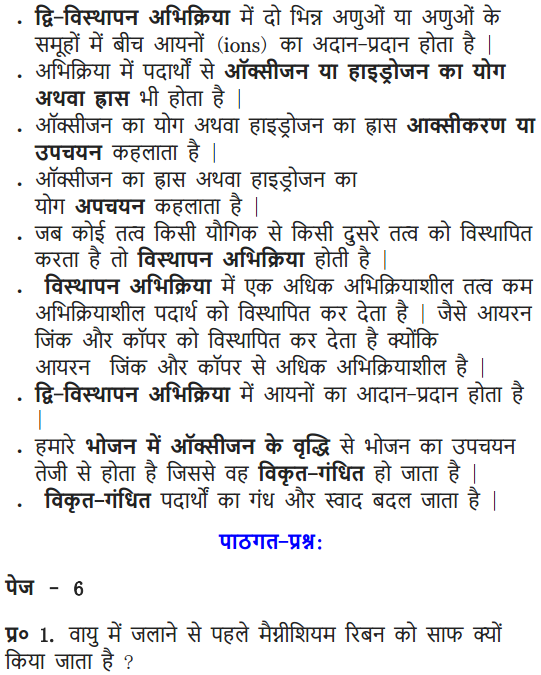 • द्वि-विस्थापन अभिक्रिया में दो भिन्न अणुओं या अणुओं के
समूहों में बीच आयनों (ions) का अदान-प्रदान होता है |
• अभिक्रिया में पदार्थों से ऑक्सीजन या हाइड्रोजन का योग
अथवा ह्रास भी होता है |
• ऑक्सीजन का योग अथवा हाइड्रोजन का ह्रास आक्सीकरण या
उपचयन कहलाता है |
• ऑक्सीजन का ह्रास अथवा हाइड्रोजन का
योग अपचयन कहलाता है |
• जब कोई तत्व किसी यौगिक से किसी दुसरे तत्व को विस्थापित
करता है तो विस्थापन अभिक्रिया होती है |
• विस्थापन अभिक्रिया में एक अधिक अभिक्रियाशील तत्व कम
अभिक्रियाशील पदार्थ को विस्थापित कर देता है | जैसे आयरन
जिंक और कॉपर को विस्थापित कर देता है क्योंकि
आयरन जिंक और कॉपर से अधिक अभिक्रियाशील है |
• द्वि-विस्थापन अभिक्रिया में आयनों का आदान-प्रदान होता है
|
• हमारे भोजन में ऑक्सीजन के वृद्धि से भोजन का उपचयन
तेजी से होता है जिससे वह विकृत-गंधित हो जाता है |
• विकृत-गंधित पदार्थों का गंध और स्वाद बदल जाता है |
पाठगत-प्रश्न:
पेज - 6
प्र० 1. वायु में जलाने से पहले मैग्नीशियम रिबन को साफ क्यों
किया जाता है ?